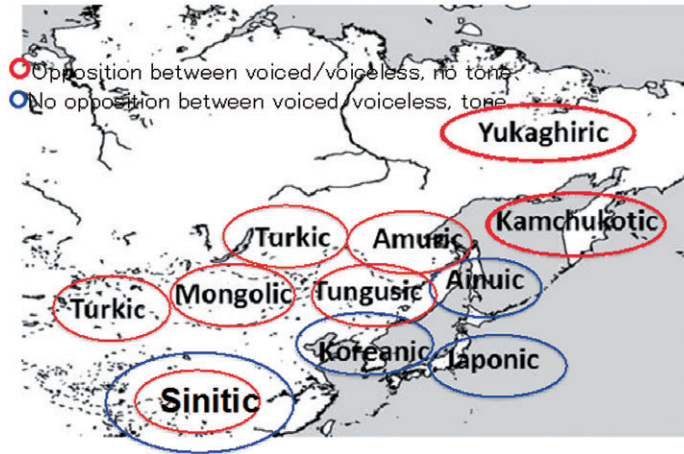 Opposition between voiced/voiceless, no tone
No opposition between voiced/voiceless, tone
Yukaghiric
Kamchukotic
Turkic
Amuric
Ainuic
Turkic
Mongolic
Tungusic
Koreanic
Japonic
Sinitic